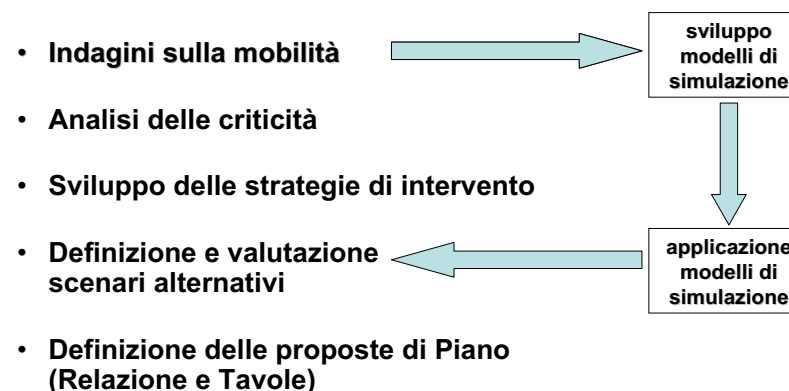 • Indagini sulla mobilità
sviluppo
modelli di
simulazione
• Analisi delle criticità
• Sviluppo delle strategie di intervento
• Definizione e valutazione
scenari alternativi
applicazione
modelli di
simulazione
• Definizione delle proposte di Piano
(Relazione e Tavole)